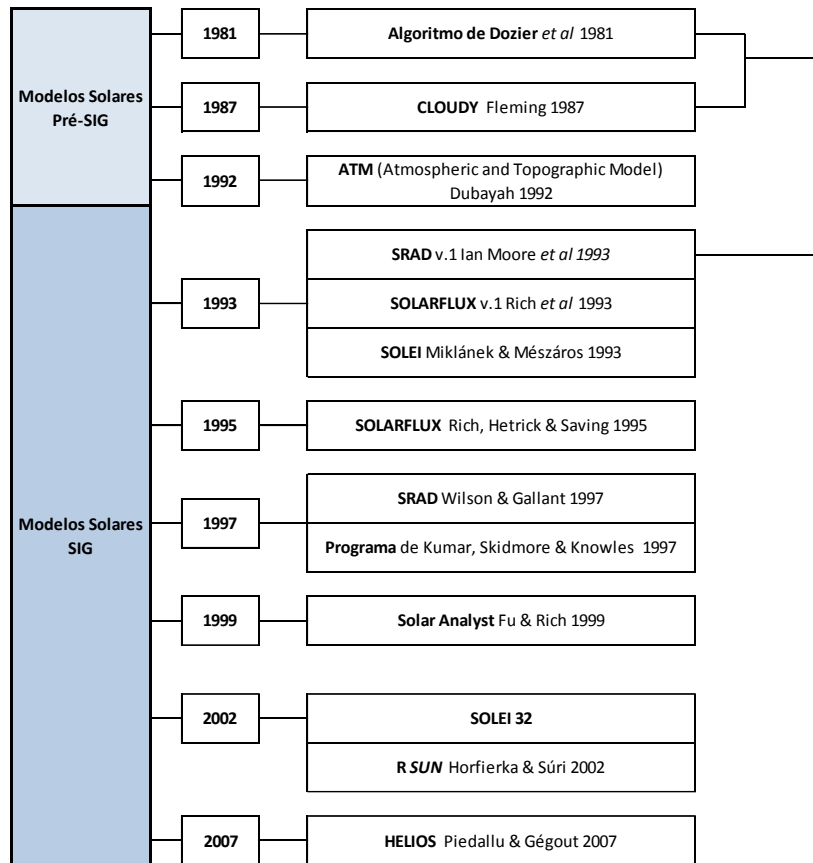 Modelos Solares
Pré-SIG
1981
Algoritmo de Dozier et al 1981
1987
CLOUDY Fleming 1987
1992
ATM (Atmospheric and Topographic Model)
Dubayah 1992
Modelos Solares
SIG
1993
SRAD v.1 Ian Moore et al 1993
SOLARFLUX v.1 Rich et al 1993
SOLEI Miklánek & Mészáros 1993
1995
SOLARFLUX Rich, Hetrick & Saving 1995
1997
SRAD Wilson & Gallant 1997
Programa de Kumar, Skidmore & Knowles 1997
1999
Solar Analyst Fu & Rich 1999
2002
SOLEI 32
R SUN Horfierka & Súri 2002
2007
HELIOS Piedallu & Gégout 2007